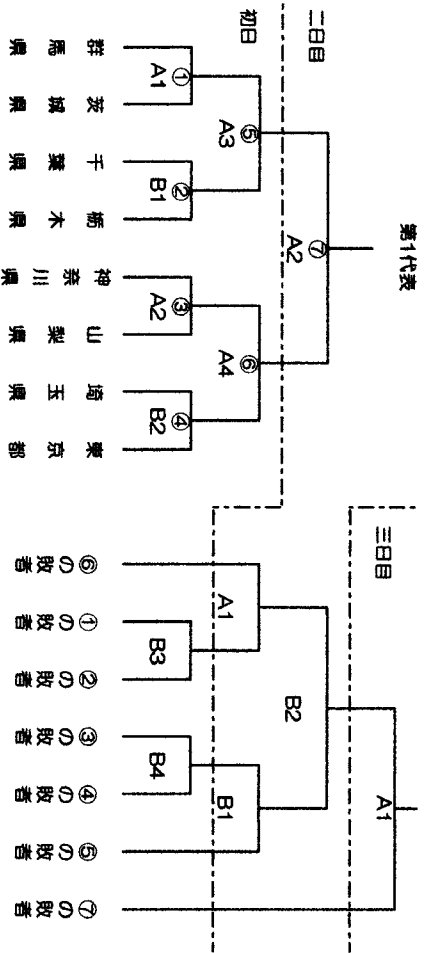 第1代表
二日目
初日
三日目
⑦
A2
⑤
A3
⑥
A4
①
A1
②
B1
③
A2
④
B2
群馬県
茨城県
千葉県
栃木県
神奈川県
山梨県
埼玉県
東京都
A1
B2
A1
B1
B3
B4
⑥の敗者
①の敗者
②の敗者
③の敗者
④の敗者
⑤の敗者
⑦の敗者